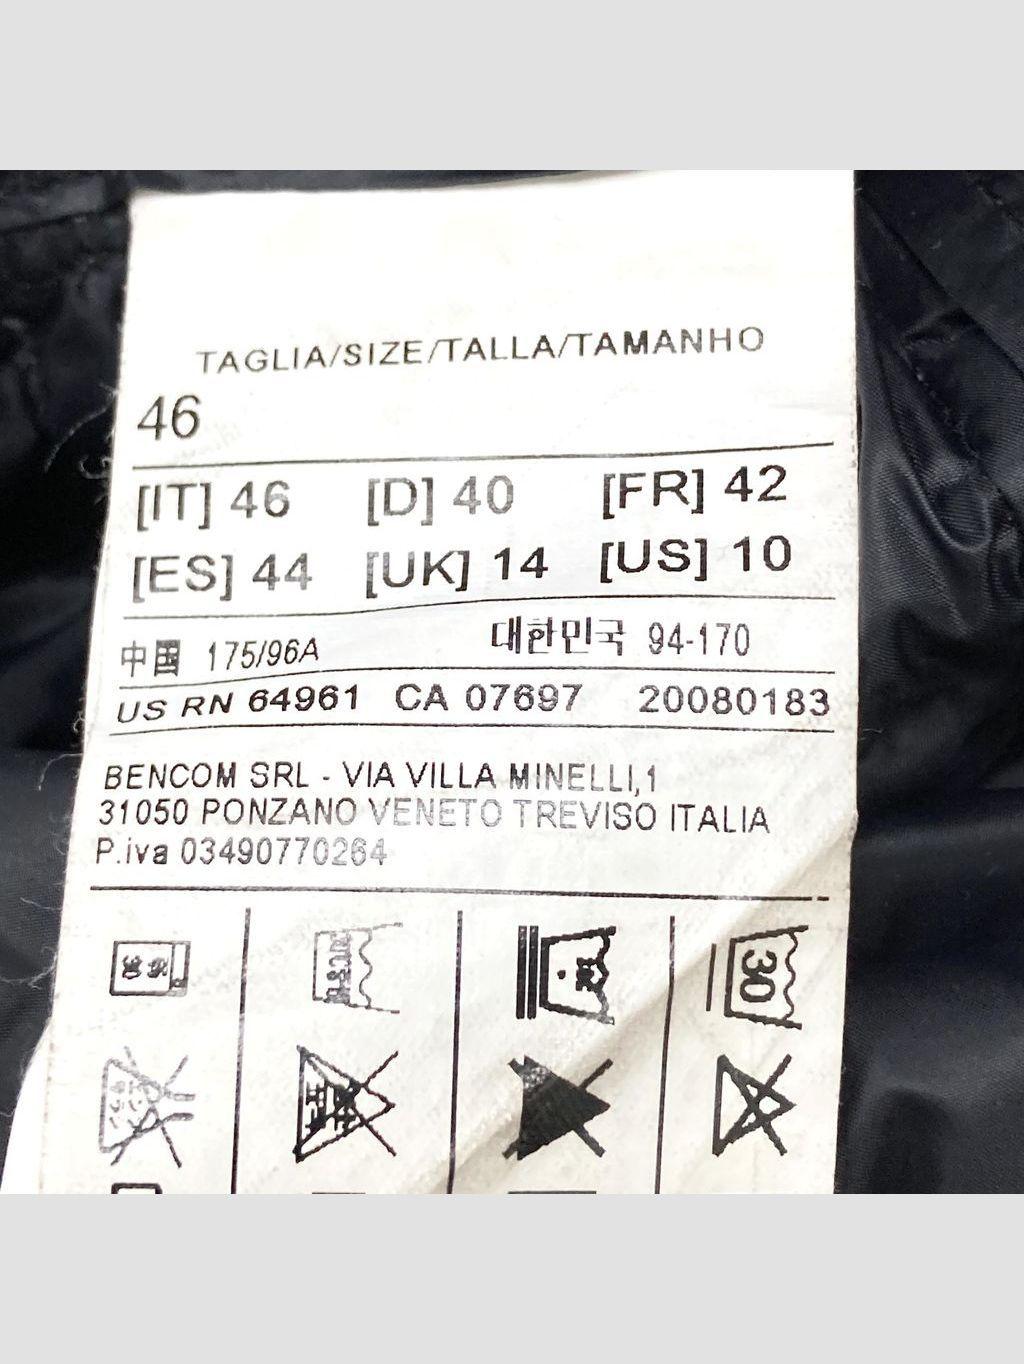 TAGLIA/SIZE/TALLA/TAMANHO
46
[IT] 46 [D] 40 [FR] 42
[ES] 44 [UK] 14 [US] 10
中国 175/96A 대한민국 94-170
US RN 64961 CA 07697 20080183
BENCOM SRL - VIA VILLA MINELLI,1
31050 PONZANO VENETO TREVISO ITALIA
P.iva 03490770264
30
30